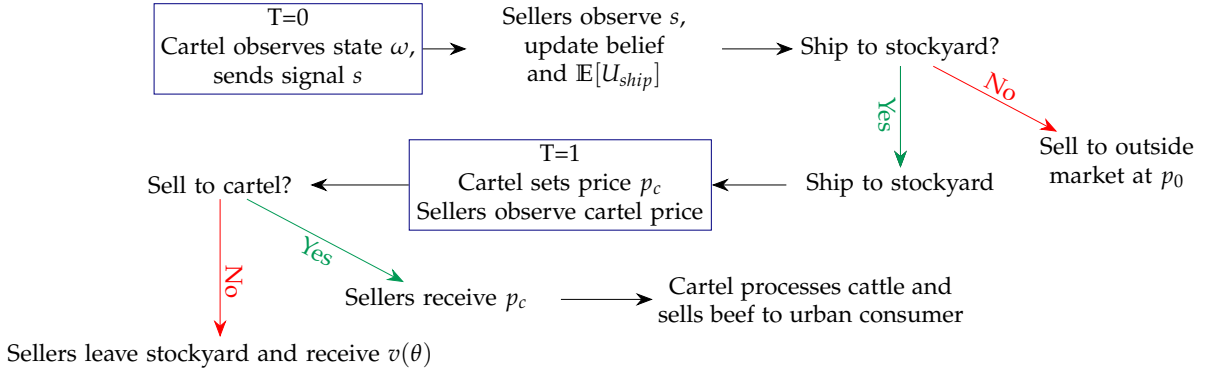 T=0
Cartel observes state ω,
sends signal s
Sellers observe s,
update belief
and 𝔼[U_ship]
Ship to stockyard?
Yes
No
Sell to outside
market at p_0
Ship to stockyard
T=1
Cartel sets price p_c
Sellers observe cartel price
Sell to cartel?
No
Yes
Sellers receive p_c
Cartel processes cattle and
sells beef to urban consumer
Sellers leave stockyard and receive v(θ)